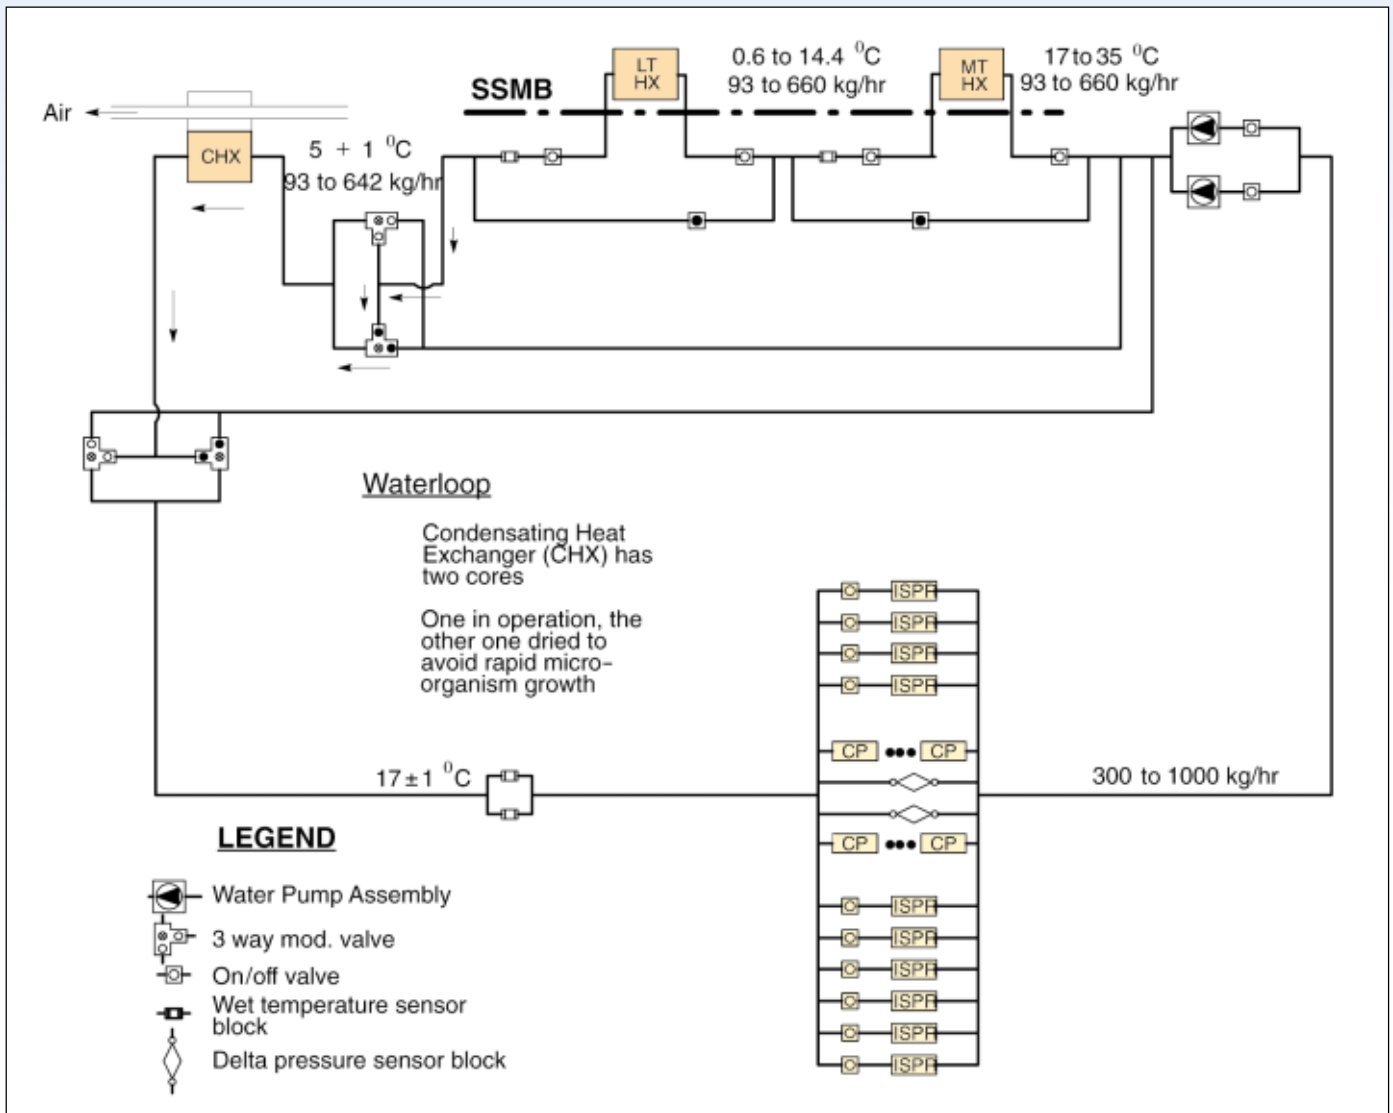 LT
HX
0.6 to 14.4 ⁰C
93 to 660 kg/hr
MT
HX
17 to 35 ⁰C
93 to 660 kg/hr
SSMB
Air
CHX
5 + 1 ⁰C
93 to 642 kg/hr
Waterloop
Condensating Heat
Exchanger (CHX) has
two cores
One in operation, the
other one dried to
avoid rapid micro-
organism growth
ISPR
ISPR
ISPR
ISPR
CP
CP
17±1 ⁰C
300 to 1000 kg/hr
CP
CP
ISPR
ISPR
ISPR
ISPR
ISPR
ISPR
LEGEND
Water Pump Assembly
3 way mod. valve
On/off valve
Wet temperature sensor
block
Delta pressure sensor block